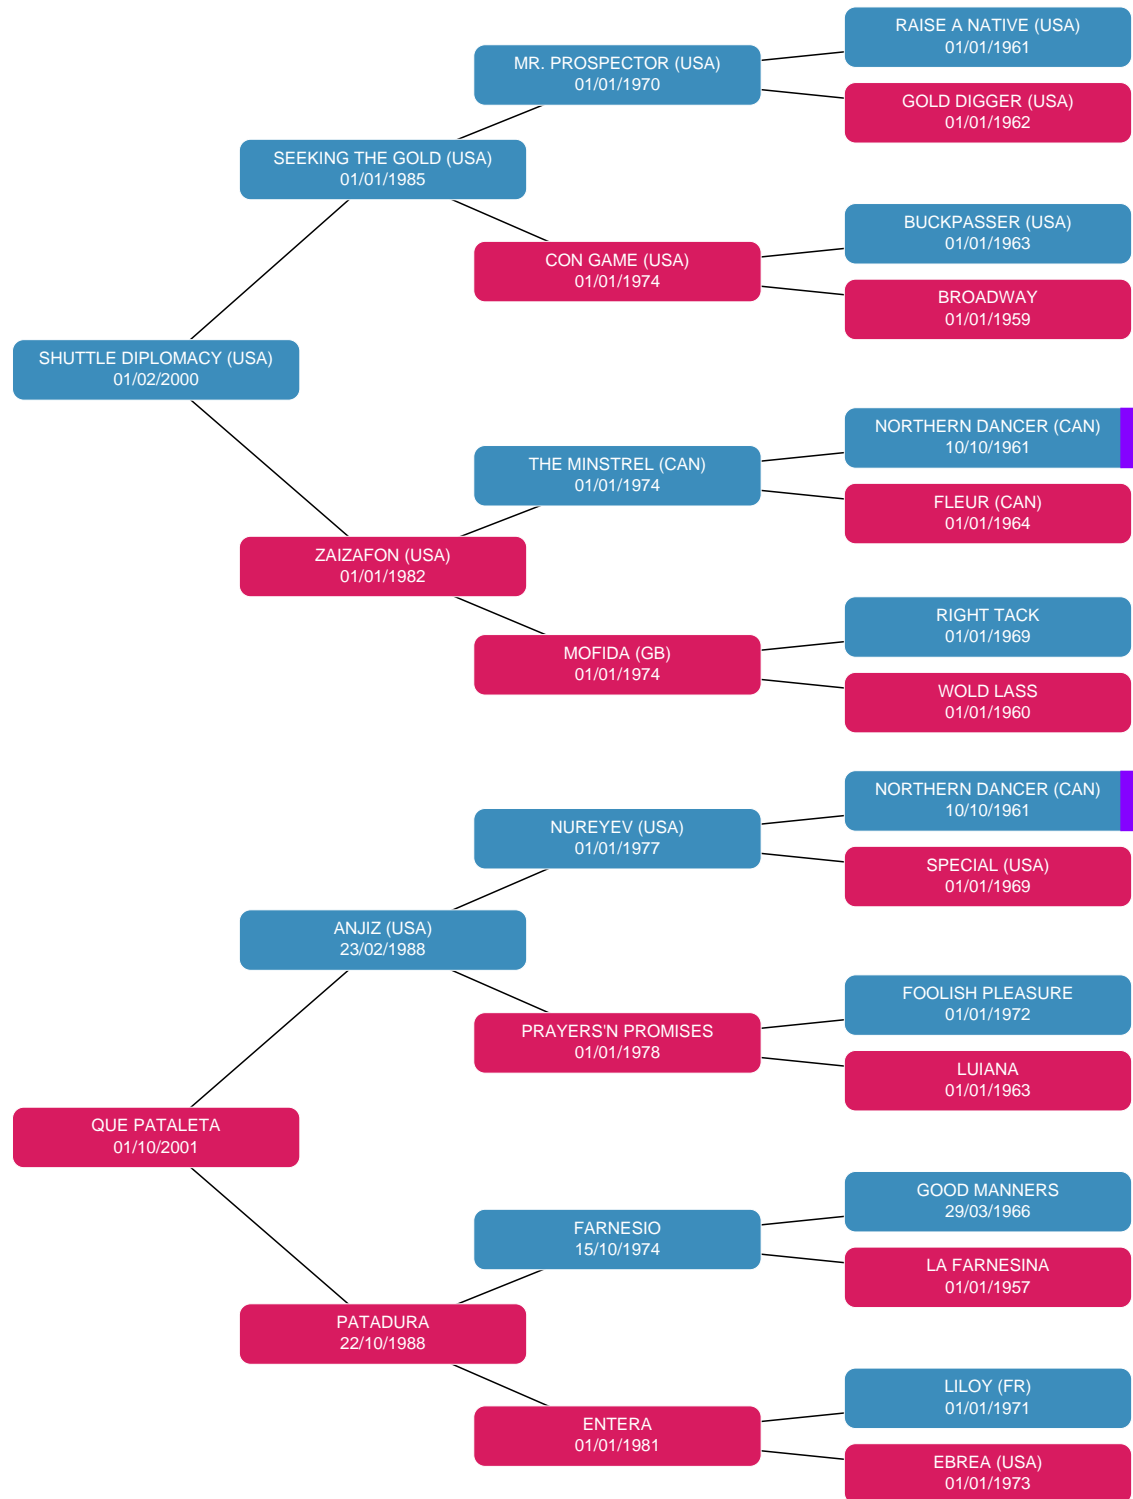 RAISE A NATIVE (USA)
01/01/1961
MR. PROSPECTOR (USA)
01/01/1970
GOLD DIGGER (USA)
01/01/1962
SEEKING THE GOLD (USA)
01/01/1985
BUCKPASSER (USA)
01/01/1963
CON GAME (USA)
01/01/1974
BROADWAY
01/01/1959
SHUTTLE DIPLOMACY (USA)
01/02/2000
NORTHERN DANCER (CAN)
10/10/1961
THE MINSTREL (CAN)
01/01/1974
FLEUR (CAN)
01/01/1964
ZAIZAFON (USA)
01/01/1982
RIGHT TACK
01/01/1969
MOFIDA (GB)
01/01/1974
WOLD LASS
01/01/1960
NORTHERN DANCER (CAN)
10/10/1961
NUREYEV (USA)
01/01/1977
SPECIAL (USA)
01/01/1969
ANJIZ (USA)
23/02/1988
FOOLISH PLEASURE
01/01/1972
PRAYERS'N PROMISES
01/01/1978
LUIANA
01/01/1963
QUE PATALETA
01/10/2001
GOOD MANNERS
29/03/1966
FARNESIO
15/10/1974
LA FARNESINA
01/01/1957
PATADURA
22/10/1988
LILOY (FR)
01/01/1971
ENTERA
01/01/1981
EBREA (USA)
01/01/1973